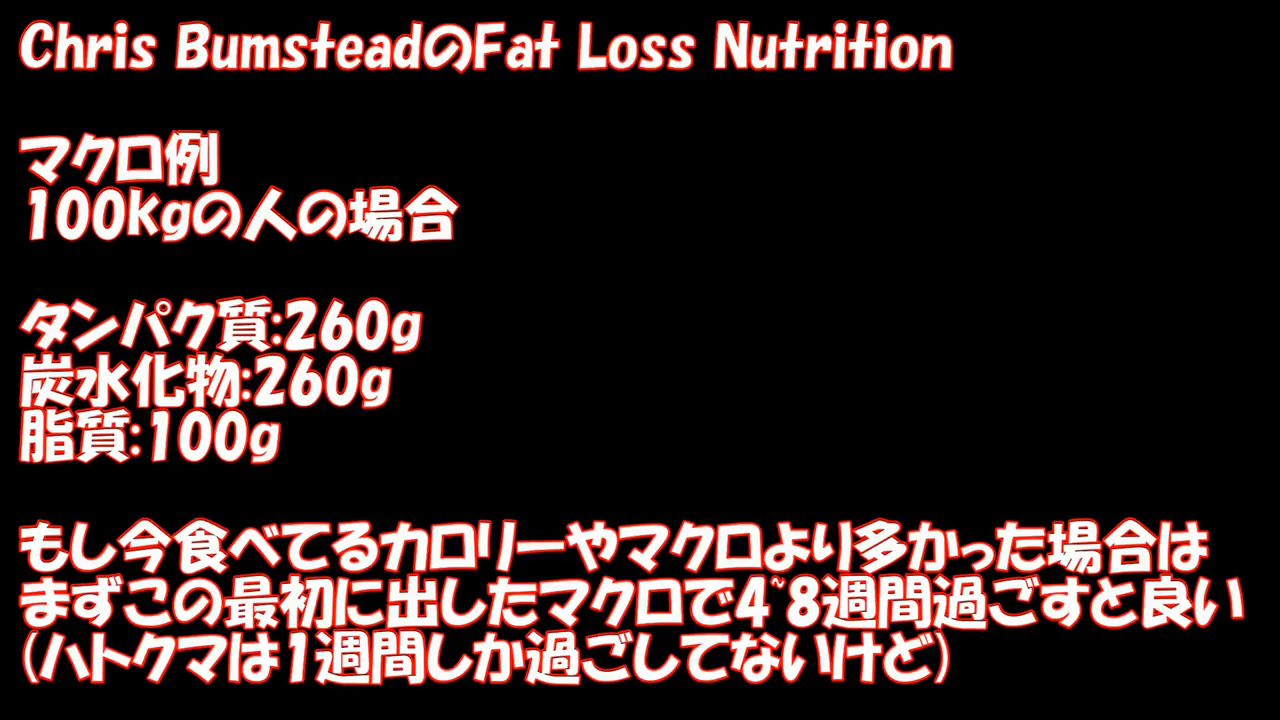 Chris BumsteadのFat Loss Nutrition
マクロ例
100kgの人の場合
タンパク質:260g
炭水化物:260g
脂質:100g
もし今食べてるカロリーやマクロより多かった場合は
まずこの最初に出したマクロで4~8週間過ごすと良い
(ハトクマは1週間しか過ごしてないけど)